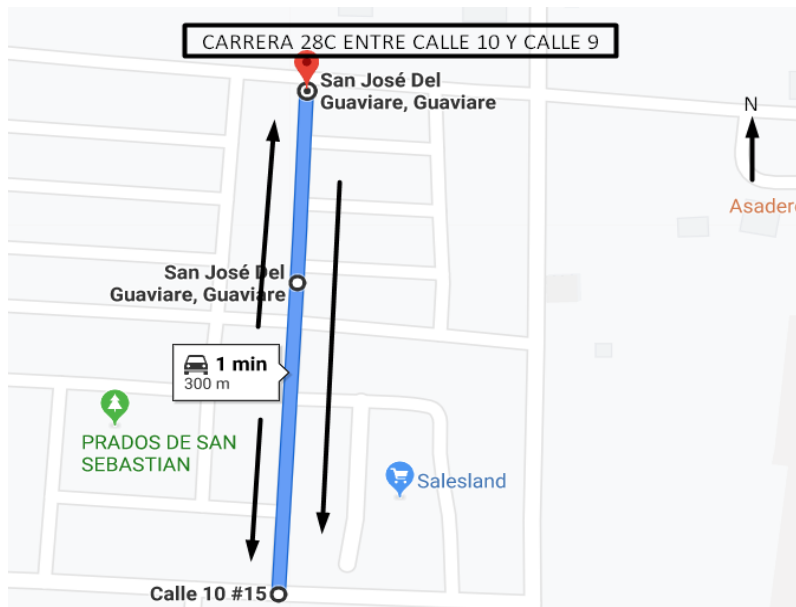 CARRERA 28C ENTRE CALLE 10 Y CALLE 9
San José Del
Guaviare, Guaviare
N
Asadero
San José Del
Guaviare, Guaviare
1 min
300 m
PRADOS DE SAN
SEBASTIAN
Salesland
Calle 10 #15